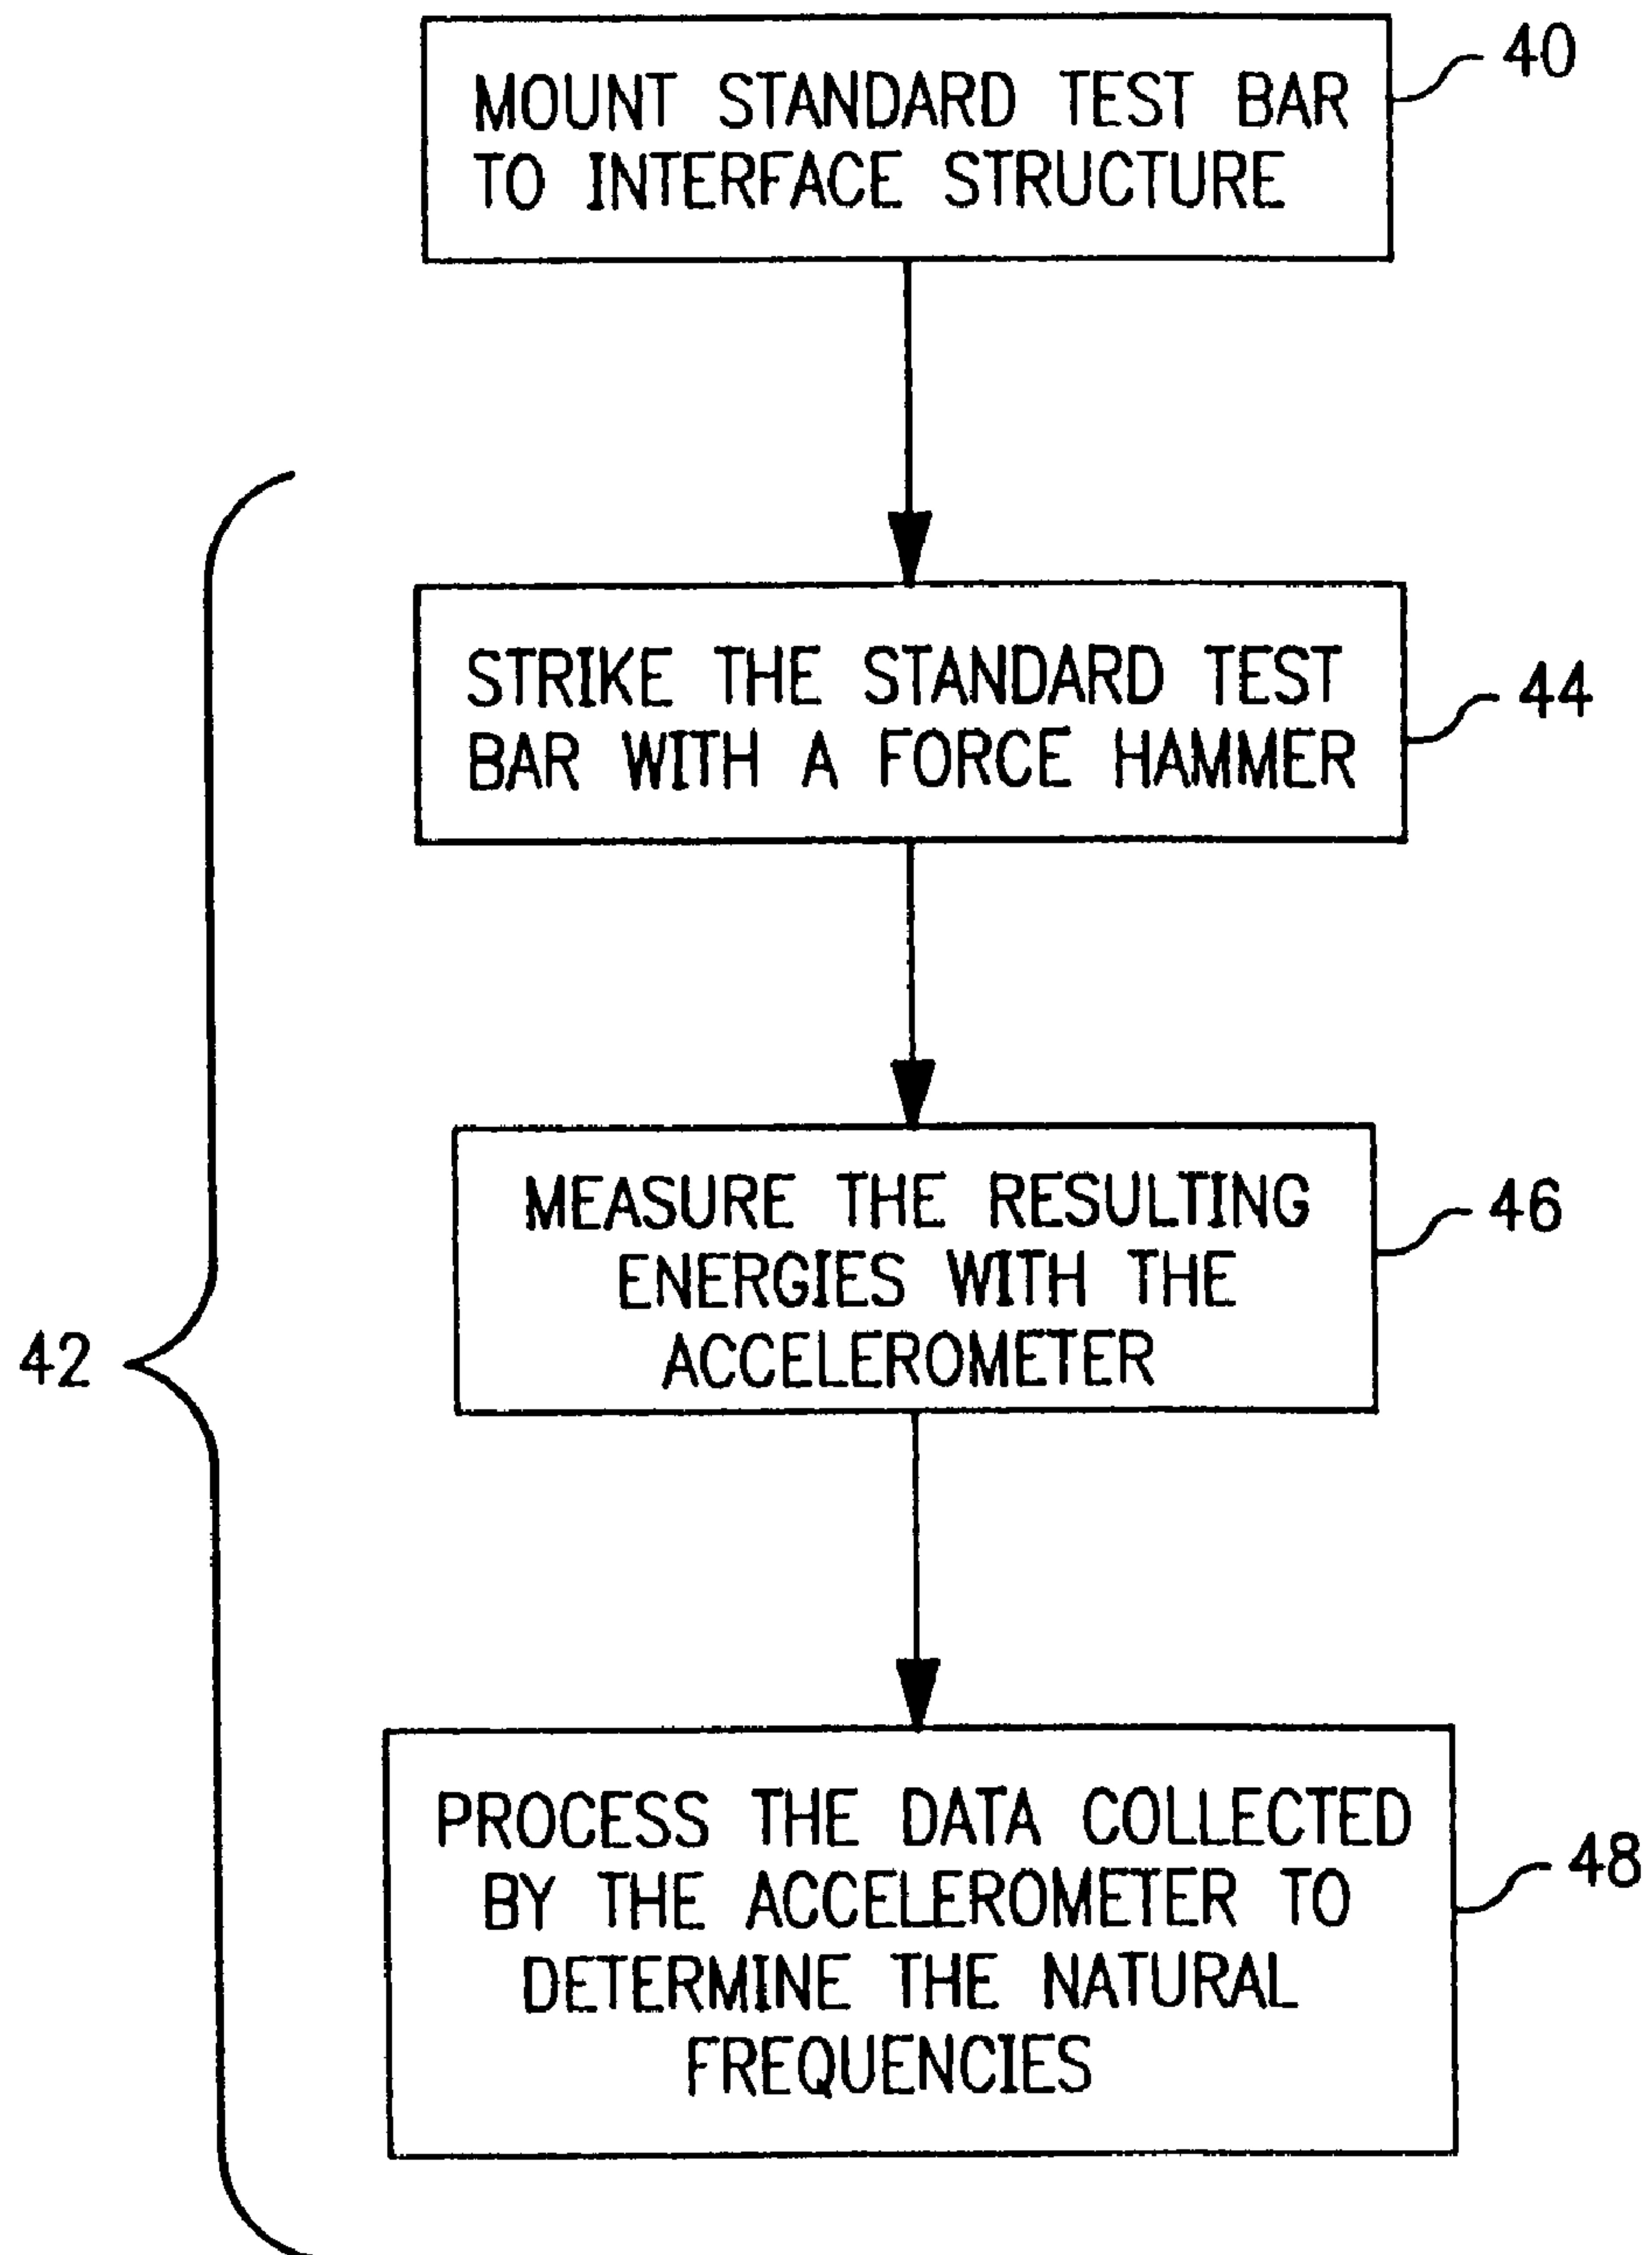 MOUNT STANDARD TEST BAR
TO INTERFACE STRUCTURE
40
STRIKE THE STANDARD TEST
BAR WITH A FORCE HAMMER
44
MEASURE THE RESULTING
ENERGIES WITH THE
ACCELEROMETER
46
42
PROCESS THE DATA COLLECTED
BY THE ACCELEROMETER TO
DETERMINE THE NATURAL
FREQUENCIES
48